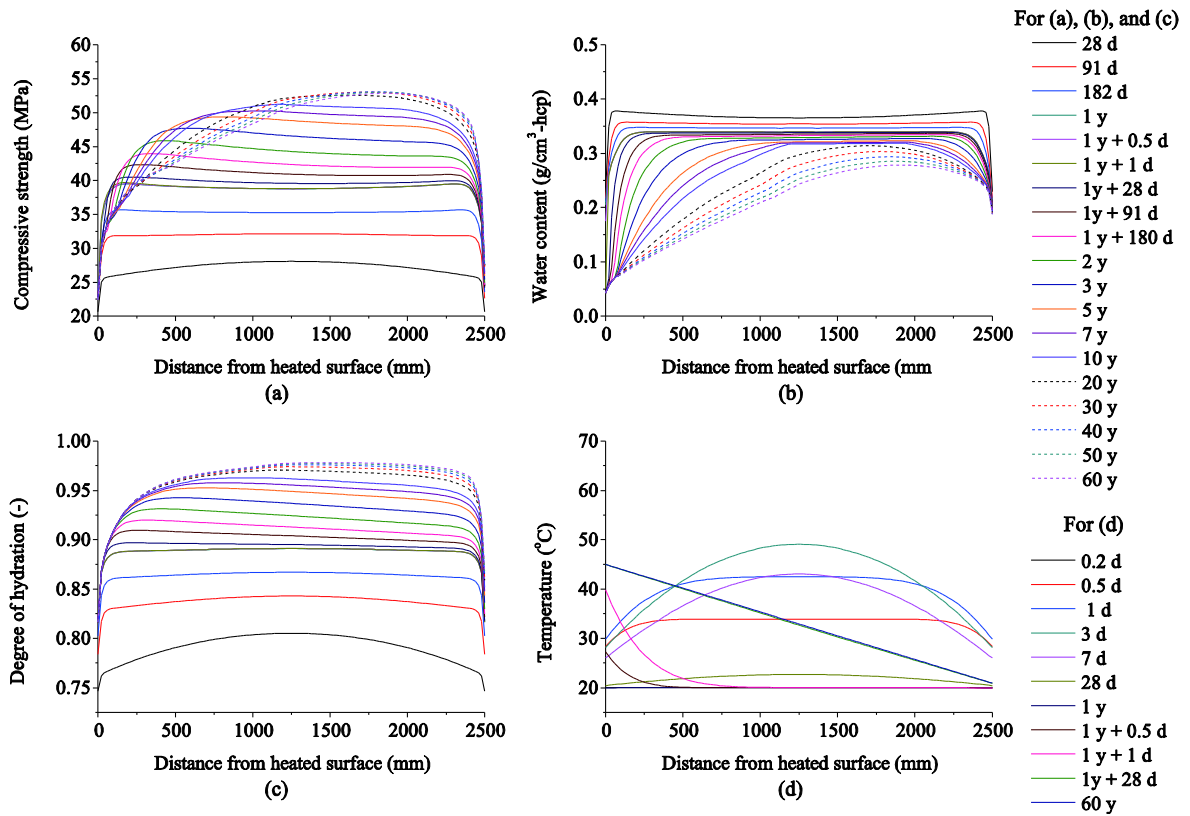 For (a), (b), and (c)
28 d
91 d
182 d
1 y
1 y + 0.5 d
1 y + 1 d
1y + 28 d
1y + 91 d
1 y + 180 d
2 y
3 y
5 y
7 y
10 y
20 y
30 y
40 y
50 y
60 y
60
55
50
45
40
35
30
25
20
Compressive strength (MPa)
0 500 1000 1500 2000 2500
Distance from heated surface (mm)
(a)
0.5
0.4
0.3
0.2
0.1
0.0
Water content (g/cm³-hcp)
0 500 1000 1500 2000 2500
Distance from heated surface (mm
(b)
1.00
0.95
0.90
0.85
0.80
0.75
Degree of hydration (-)
0 500 1000 1500 2000 2500
Distance from heated surface (mm)
(c)
70
60
50
40
30
20
Temperature (°C)
0 500 1000 1500 2000 2500
Distance from heated surface (mm)
(d)
For (d)
0.2 d
0.5 d
1 d
3 d
7 d
28 d
1 y
1 y + 0.5 d
1 y + 1 d
1y + 28 d
60 y